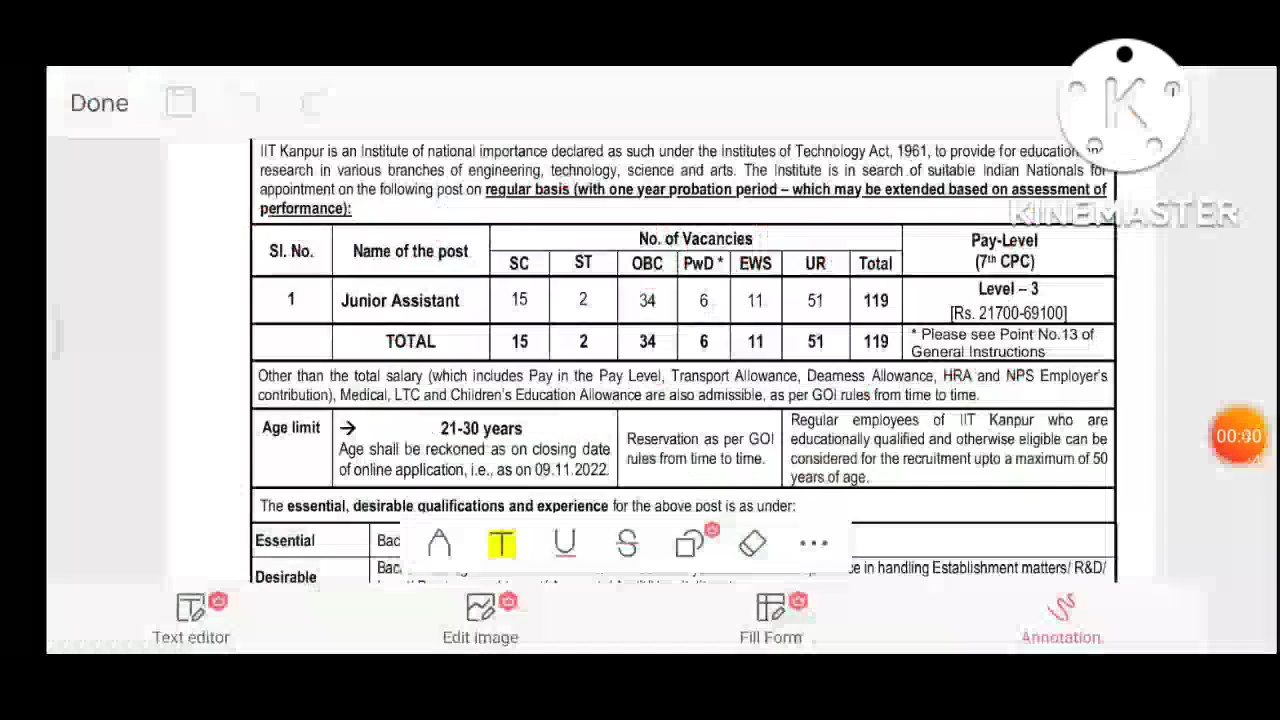 Done
KINEMASTER
IIT Kanpur is an Institute of national importance declared as such under the Institutes of Technology Act, 1961, to provide for education
research in various branches of engineering, technology, science and arts. The Institute is in search of suitable Indian Nationals for
appointment on the following post on regular basis (with one year probation period – which may be extended based on assessment of
performance):
Sl. No. Name of the post No. of Vacancies Pay-Level
(7th CPC)
SC ST OBC PwD * EWS UR Total
1 Junior Assistant 15 2 34 6 11 51 119 Level – 3
[Rs. 21700-69100]
TOTAL 15 2 34 6 11 51 119 * Please see Point No.13 of
General Instructions
Other than the total salary (which includes Pay in the Pay Level, Transport Allowance, Dearness Allowance, HRA and NPS Employer's
contribution), Medical, LTC and Children's Education Allowance are also admissible, as per GOI rules from time to time.
Age limit → 21-30 years
Age shall be reckoned as on closing date
of online application, i.e., as on 09.11.2022.
Reservation as per GOI
rules from time to time.
Regular employees of IIT Kanpur who are
educationally qualified and otherwise eligible can be
considered for the recruitment upto a maximum of 50
years of age.
The essential, desirable qualifications and experience for the above post is as under:
Essential
Desirable
in handling Establishment matters/ R&D/
00:00
Text editor
Edit image
Fill Form
Annotation